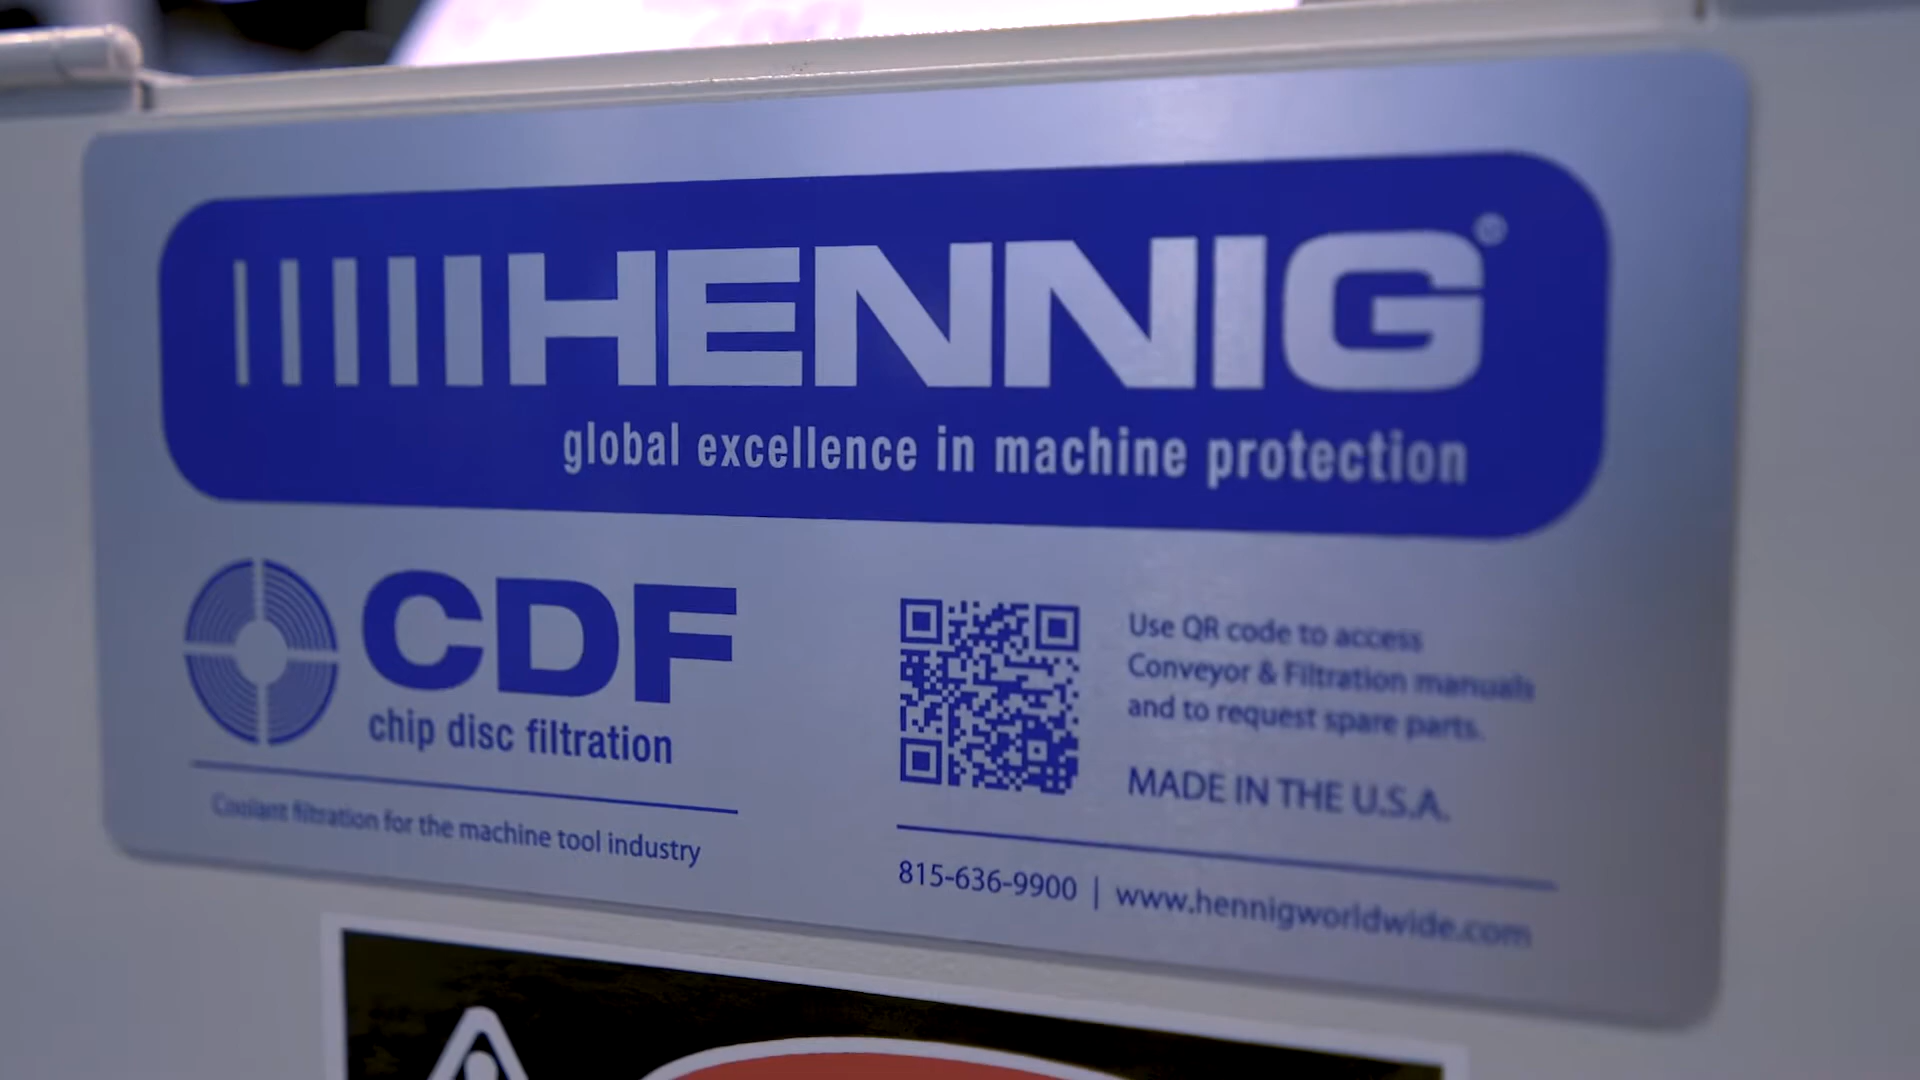 HENNIG®
global excellence in machine protection
CDF
chip disc filtration
Coolant filtration for the machine tool industry
Use QR code to access
Conveyor & Filtration manuals
and to request spare parts.
MADE IN THE U.S.A.
815-636-9900 | www.hennigworldwide.com